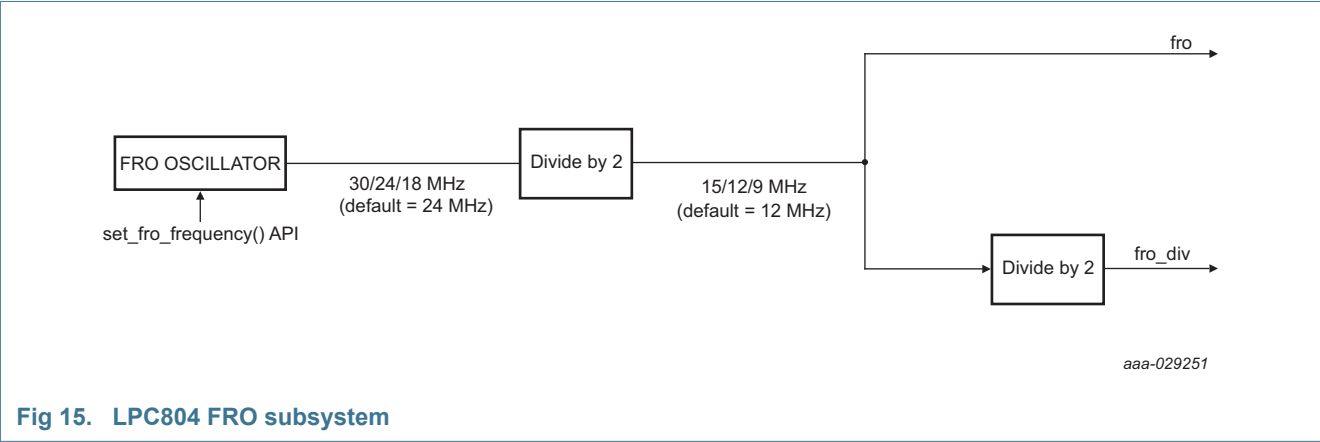 fro
FRO OSCILLATOR
Divide by 2
30/24/18 MHz
(default = 24 MHz)
15/12/9 MHz
(default = 12 MHz)
set_fro_frequency() API
Divide by 2
fro_div
aaa-029251
Fig 15. LPC804 FRO subsystem